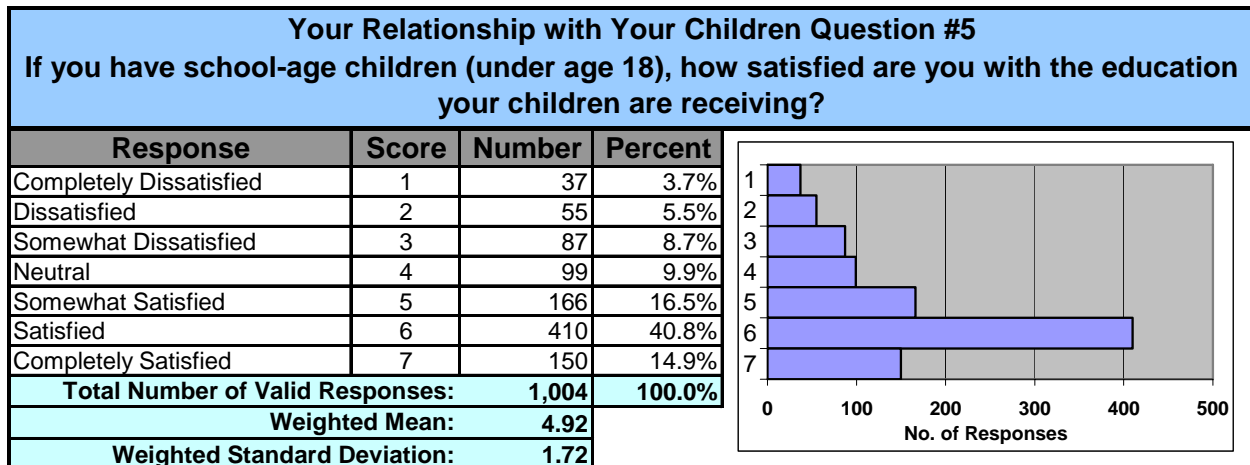 Your Relationship with Your Children Question #5
If you have school-age children (under age 18), how satisfied are you with the education
your children are receiving?
Response Score Number Percent
Completely Dissatisfied 1 37 3.7%
Dissatisfied 2 55 5.5%
Somewhat Dissatisfied 3 87 8.7%
Neutral 4 99 9.9%
Somewhat Satisfied 5 166 16.5%
Satisfied 6 410 40.8%
Completely Satisfied 7 150 14.9%
Total Number of Valid Responses: 1,004 100.0%
Weighted Mean: 4.92
Weighted Standard Deviation: 1.72
1
2
3
4
5
6
7
0 100 200 300 400 500
No. of Responses